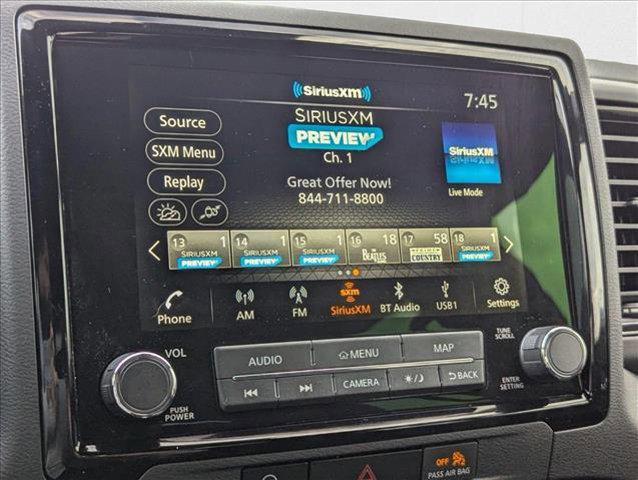 SiriusXM
7:45
Source
SXM Menu
Replay
SIRIUSXM
PREVIEW
Ch. 1
Great Offer Now!
844-711-8800
SiriusXM
Live Mode
13 1 SIRIUSXM PREVIEW
14 1 SIRIUSXM PREVIEW
15 1 SIRIUSXM PREVIEW
16 18 THE BEATLES
17 58 COUNTRY
18 1 SIRIUSXM PREVIEW
Phone
AM
FM
sxm
SiriusXM
BT Audio
USB1
Settings
VOL
PUSH
POWER
AUDIO
MENU
MAP
CAMERA
BACK
TUNE
SCROLL
ENTER
SETTING
OFF
PASS AIR BAG